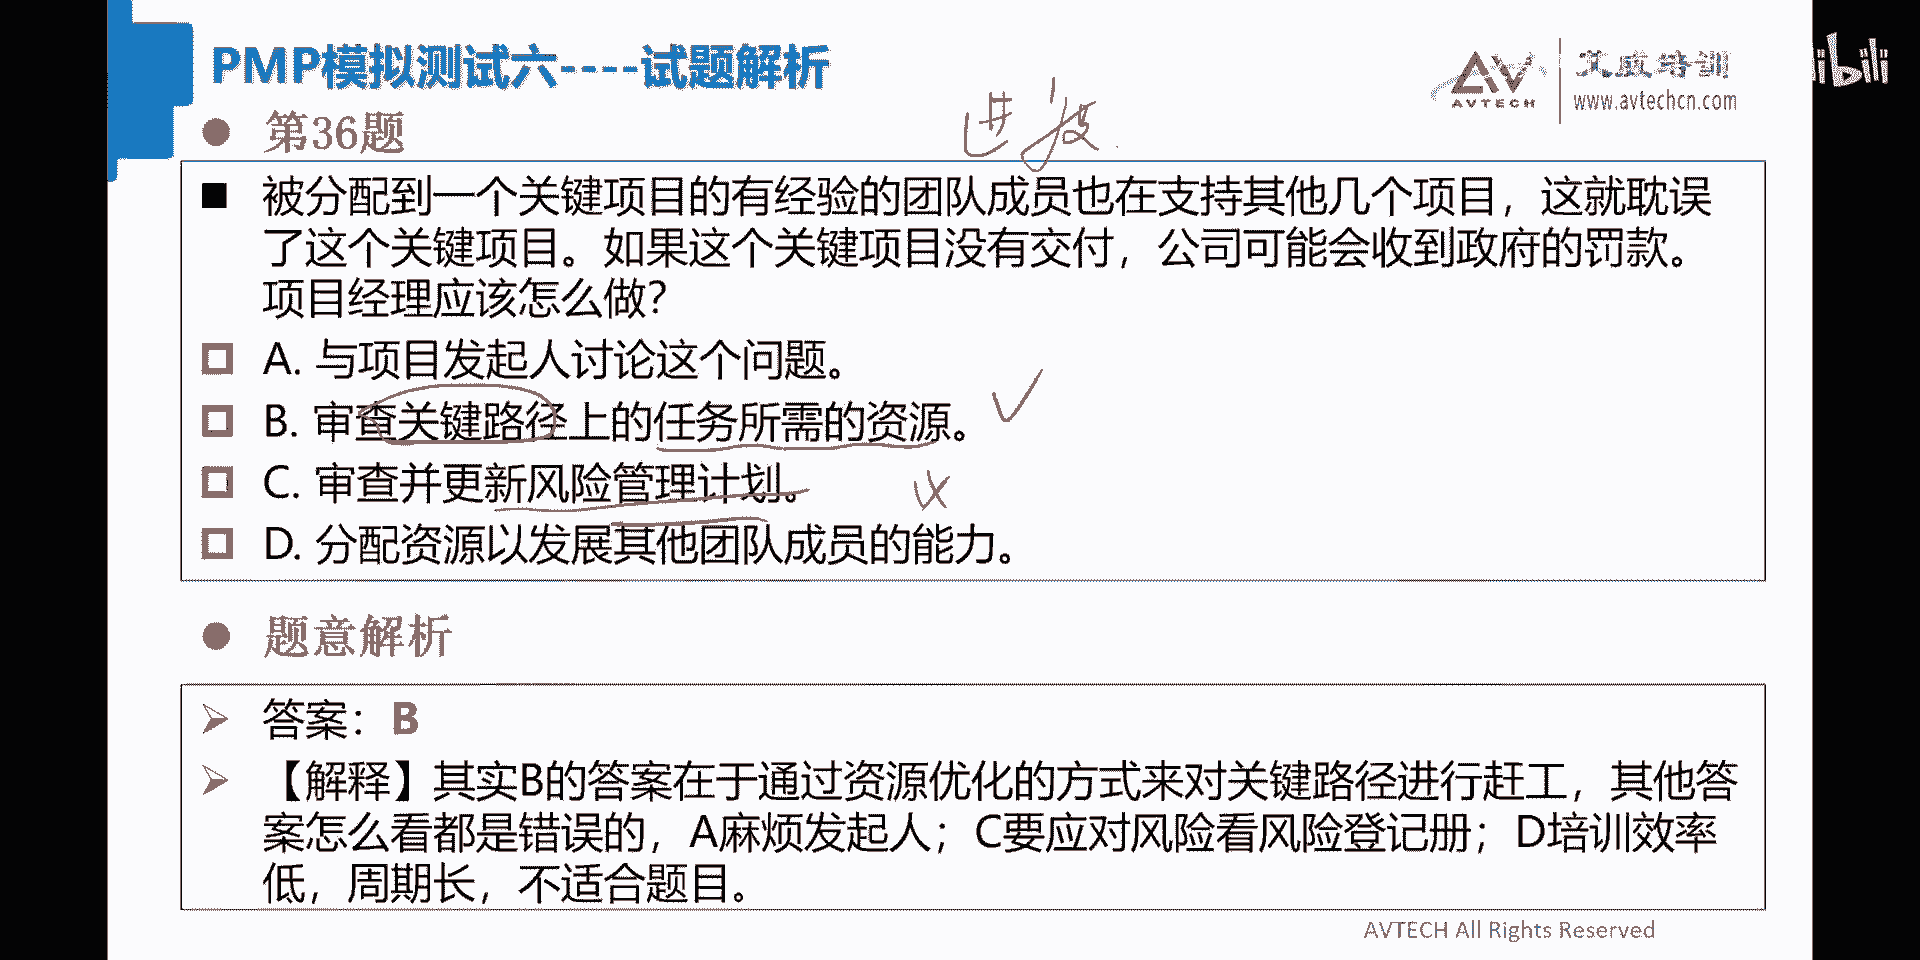 PMP模拟测试六----试题解析
AVTECH
艾威培训
www.avtechcn.com
bili
第36题
进度
被分配到一个关键项目的有经验的团队成员也在支持其他几个项目，这就耽误
了这个关键项目。如果这个关键项目没有交付，公司可能会收到政府的罚款。
项目经理应该怎么做？
A. 与项目发起人讨论这个问题。
B. 审查关键路径上的任务所需的资源。
C. 审查并更新风险管理计划。
D. 分配资源以发展其他团队成员的能力。
题意解析
答案：B
【解释】其实B的答案在于通过资源优化的方式来对关键路径进行赶工，其他答
案怎么看都是错误的，A麻烦发起人；C要应对风险看风险登记册；D培训效率
低，周期长，不适合题目。
AVTECH All Rights Reserved